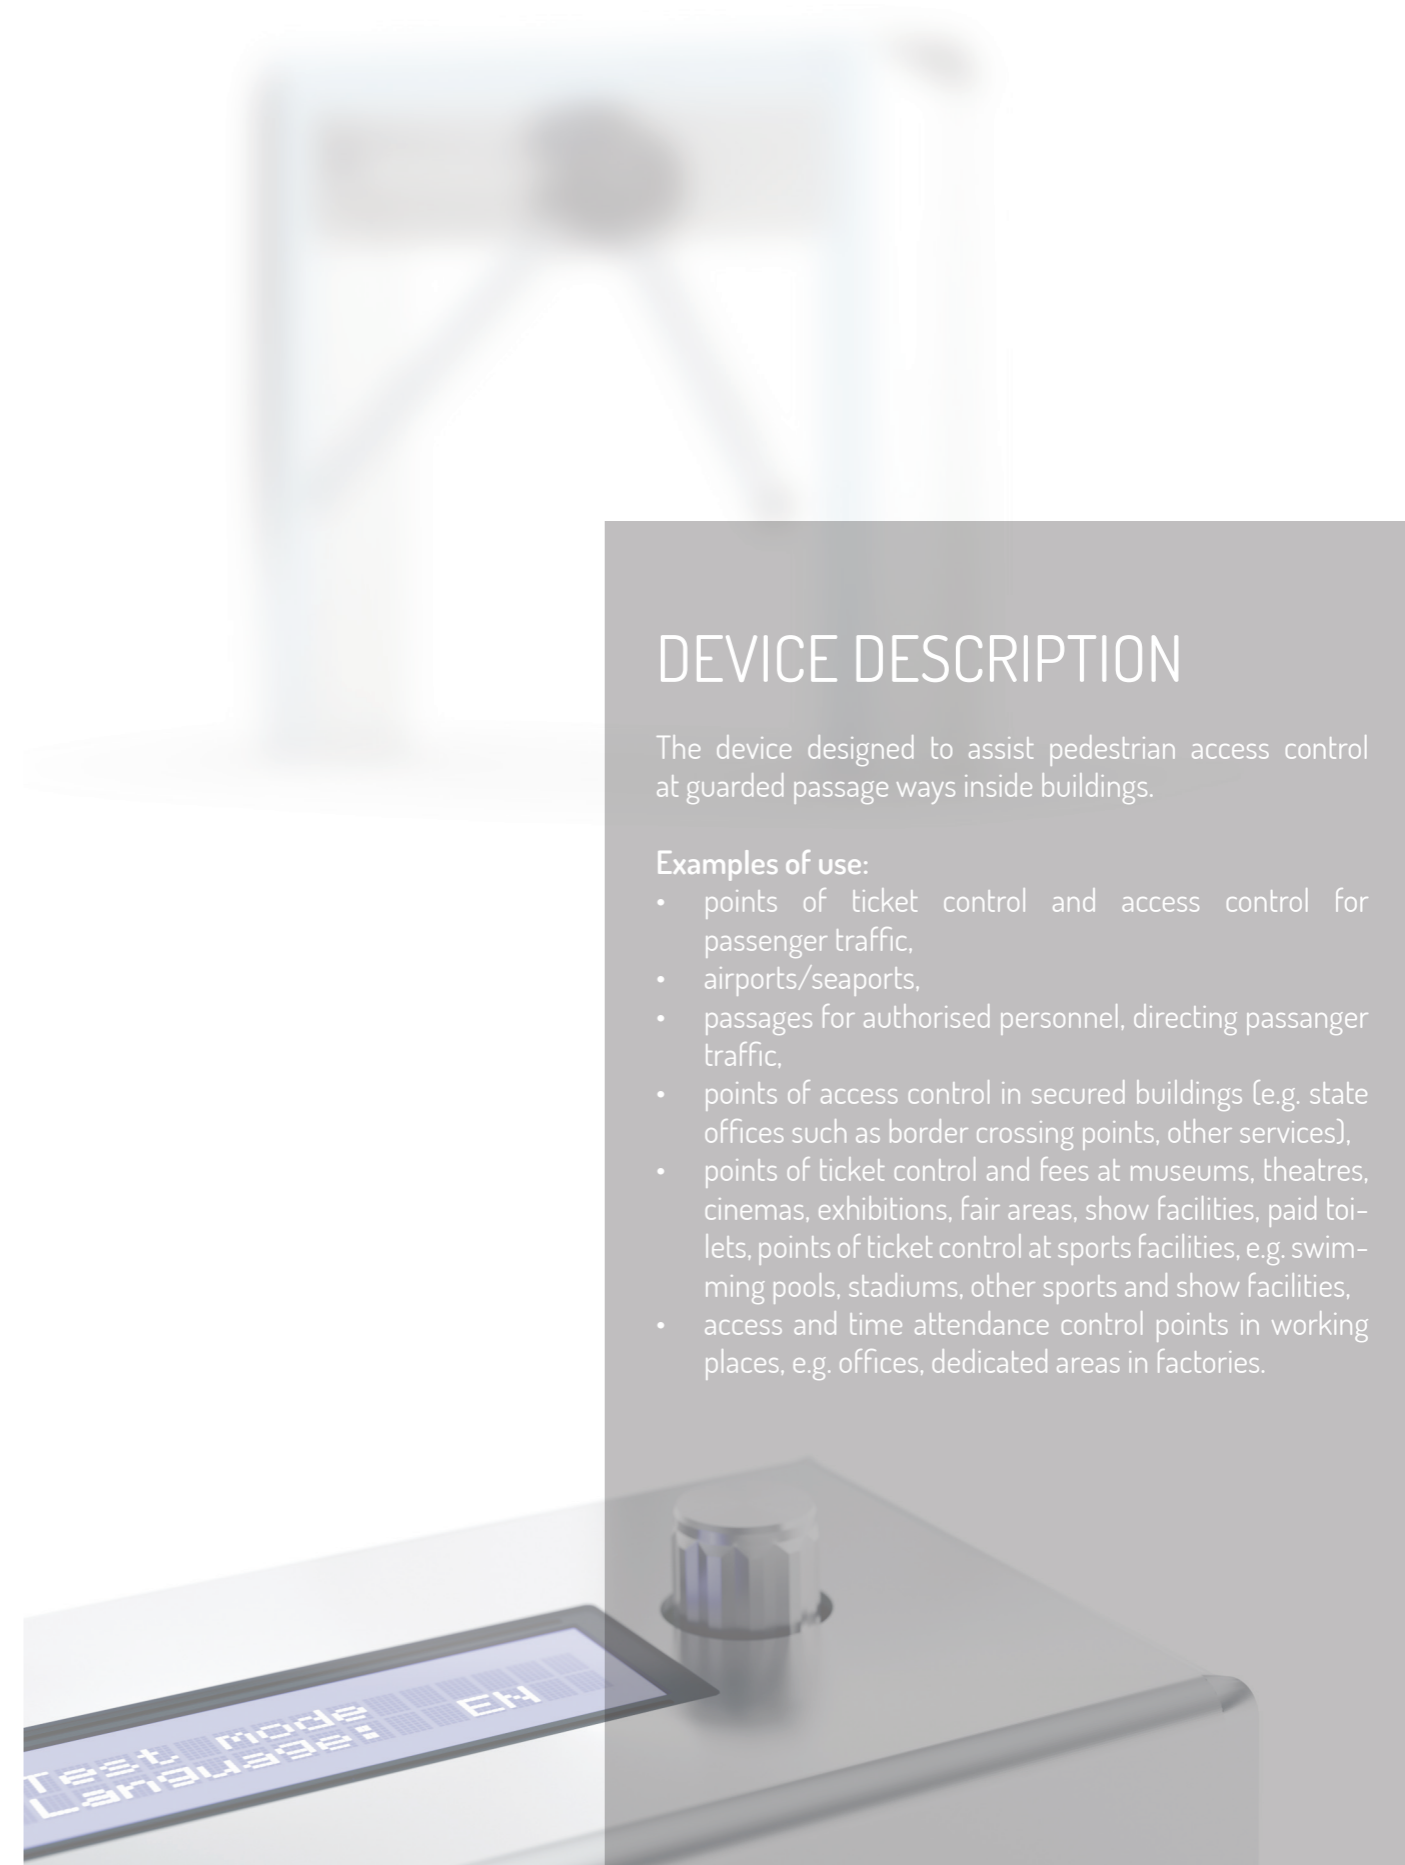 DEVICE DESCRIPTION
The device designed to assist pedestrian access control
at guarded passage ways inside buildings.
Examples of use:
• points of ticket control and access control for
passenger traffic,
• airports/seaports,
• passages for authorised personnel, directing passanger
traffic,
• points of access control in secured buildings (e.g. state
offices such as border crossing points, other services),
• points of ticket control and fees at museums, theatres,
cinemas, exhibitions, fair areas, show facilities, paid toi-
lets, points of ticket control at sports facilities, e.g. swim-
ming pools, stadiums, other sports and show facilities,
• access and time attendance control points in working
places, e.g. offices, dedicated areas in factories.
Test mode
Language: EN